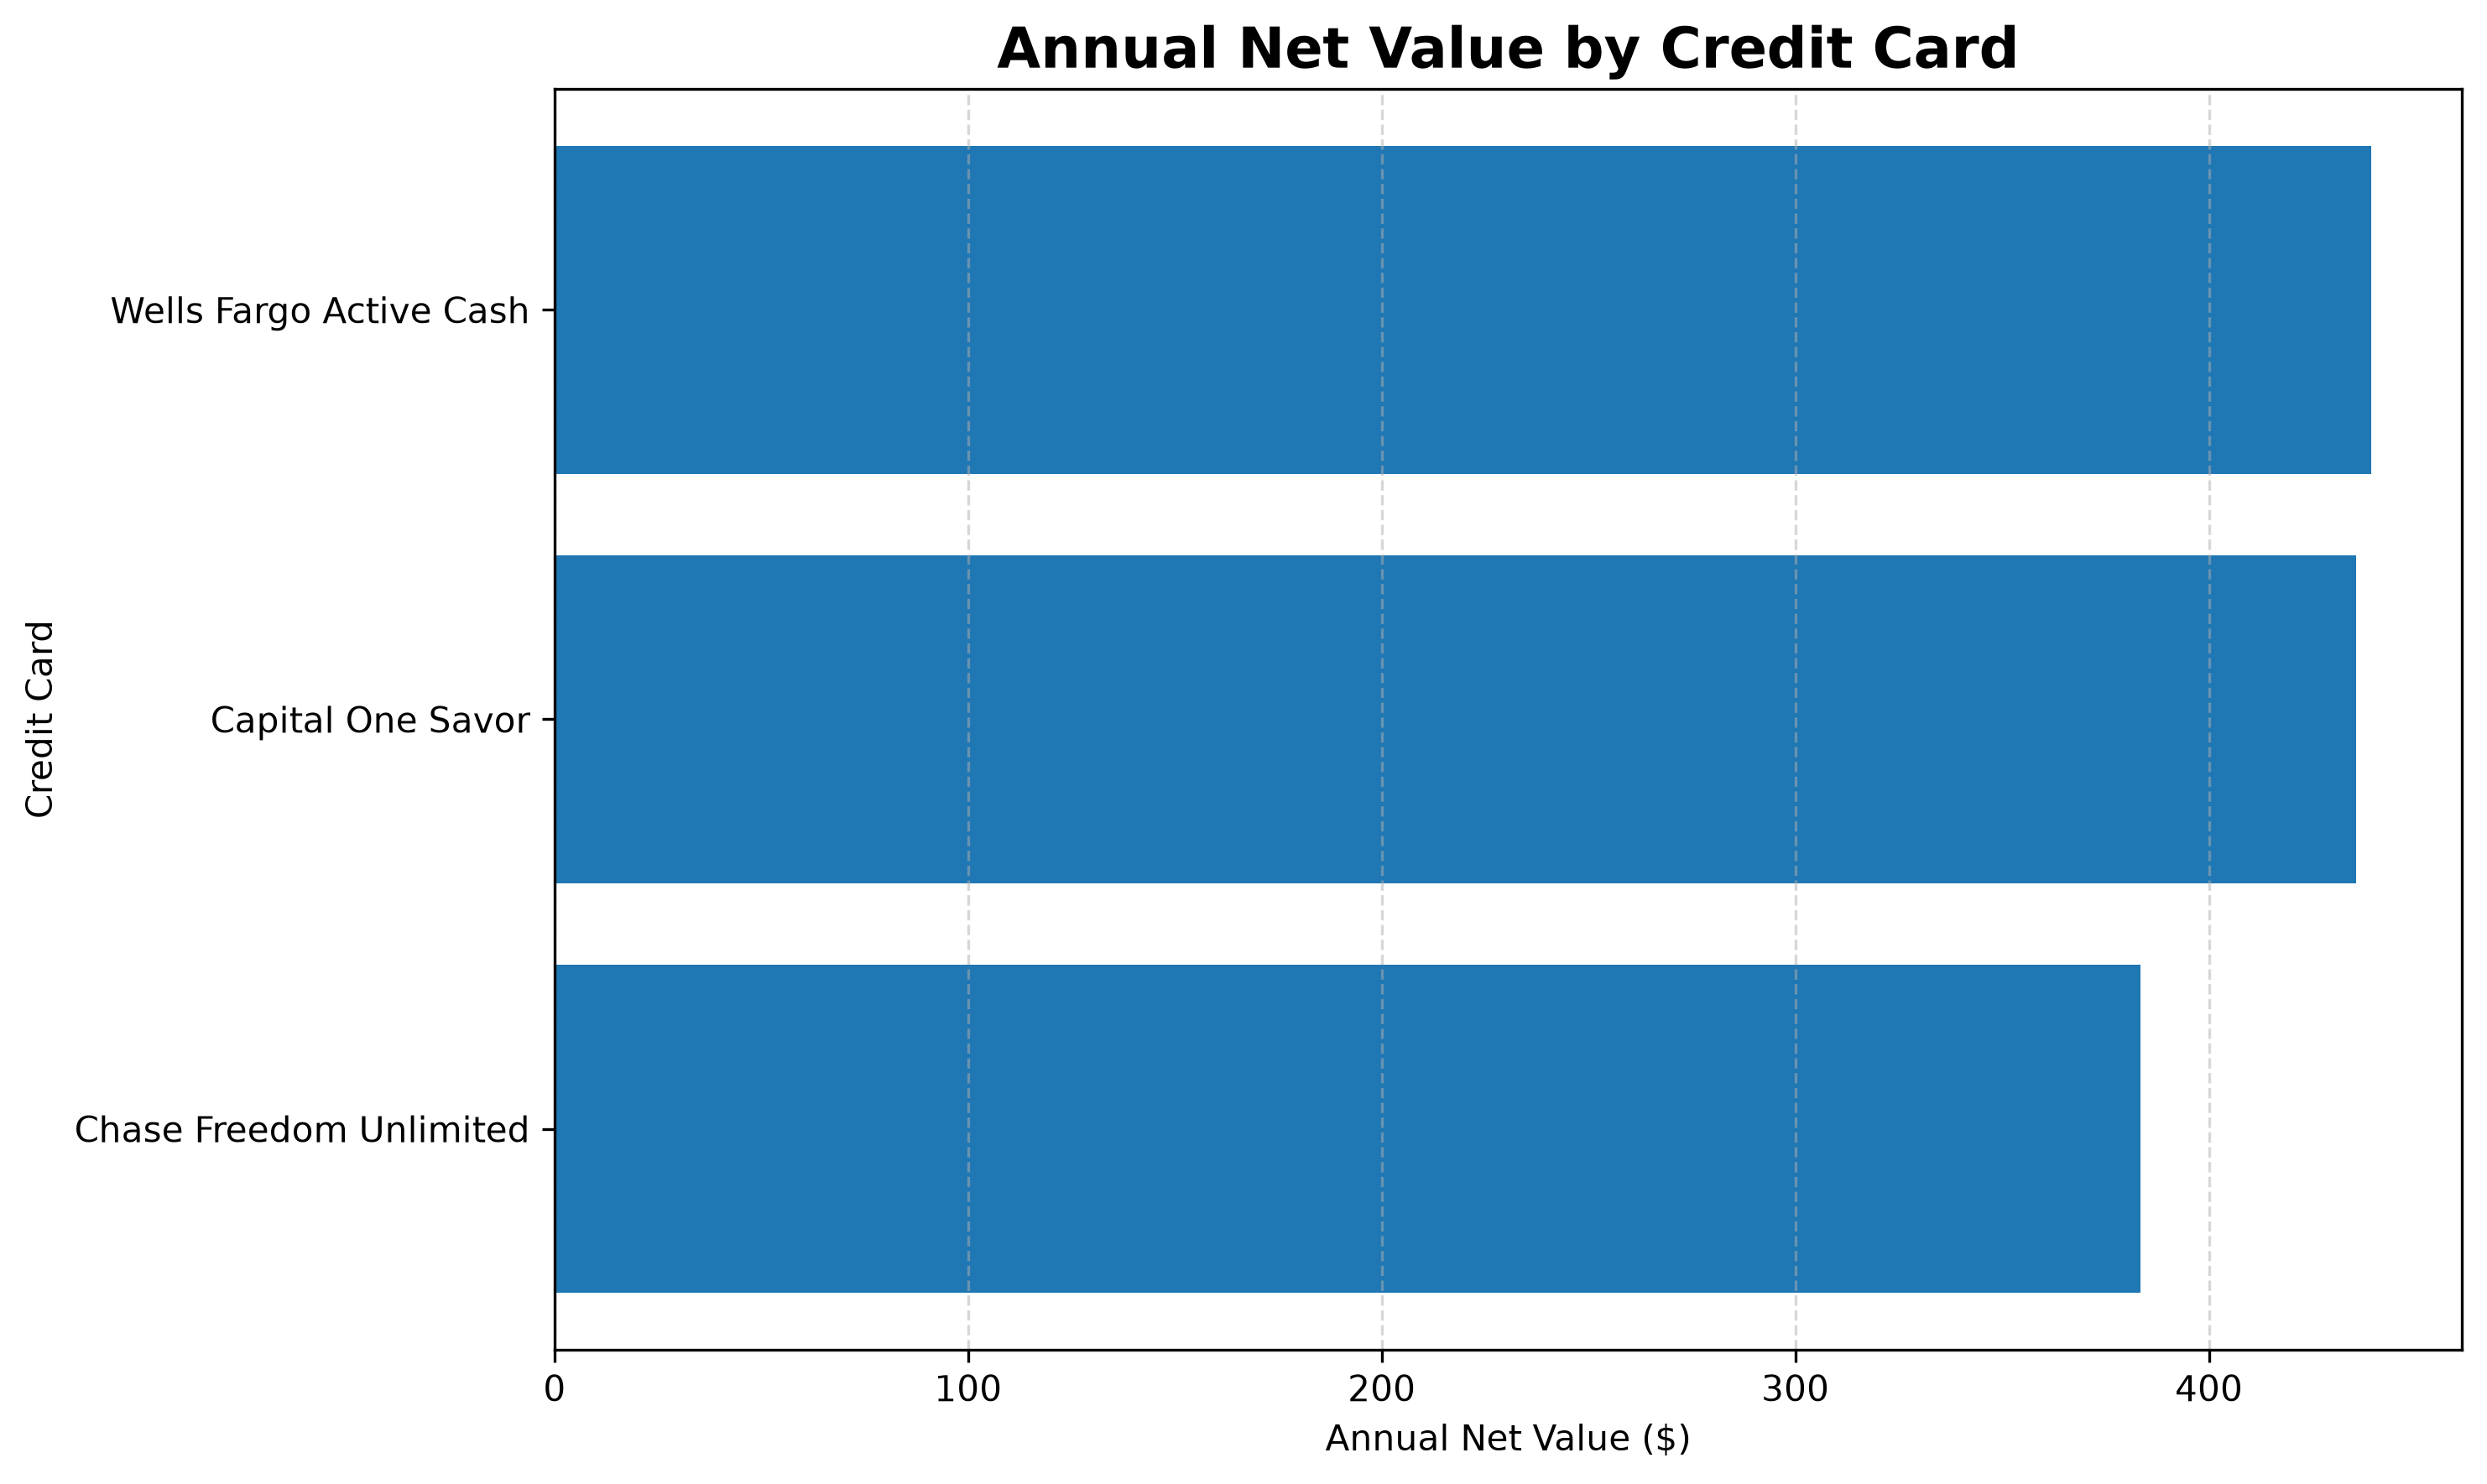 Annual Net Value by Credit Card
Credit Card
Wells Fargo Active Cash
Capital One Savor
Chase Freedom Unlimited
0 100 200 300 400
Annual Net Value ($)